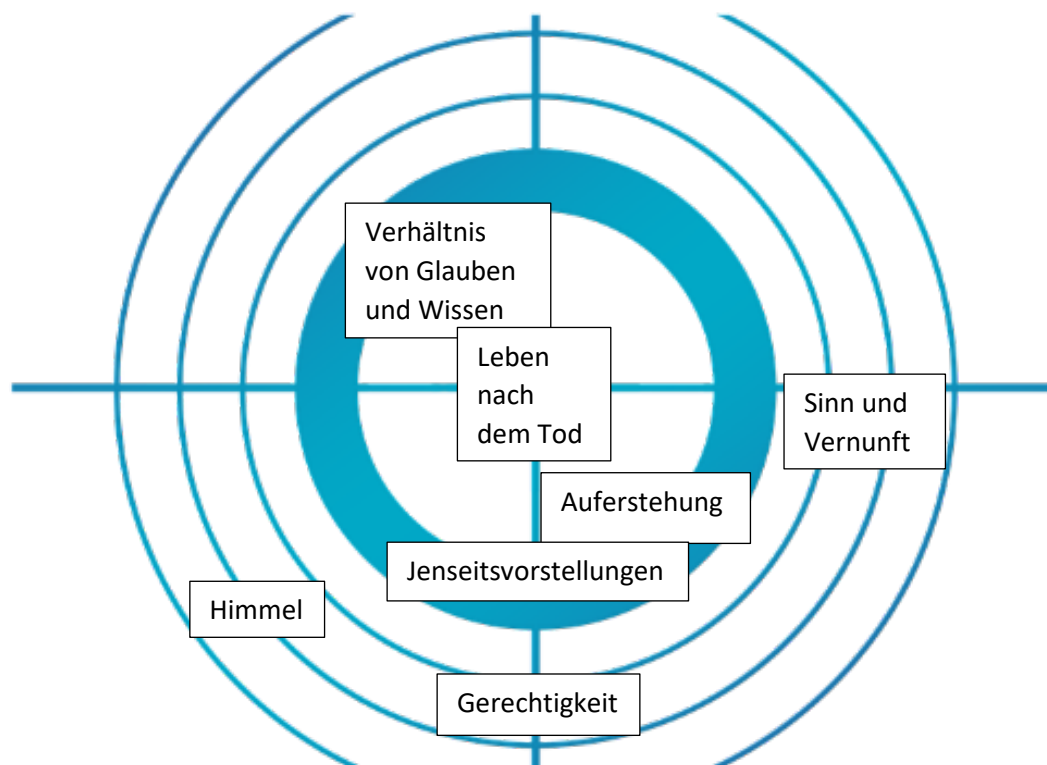 Verhältnis
von Glauben
und Wissen
Leben
nach
dem Tod
Sinn und
Vernunft
Auferstehung
Jenseitsvorstellungen
Himmel
Gerechtigkeit